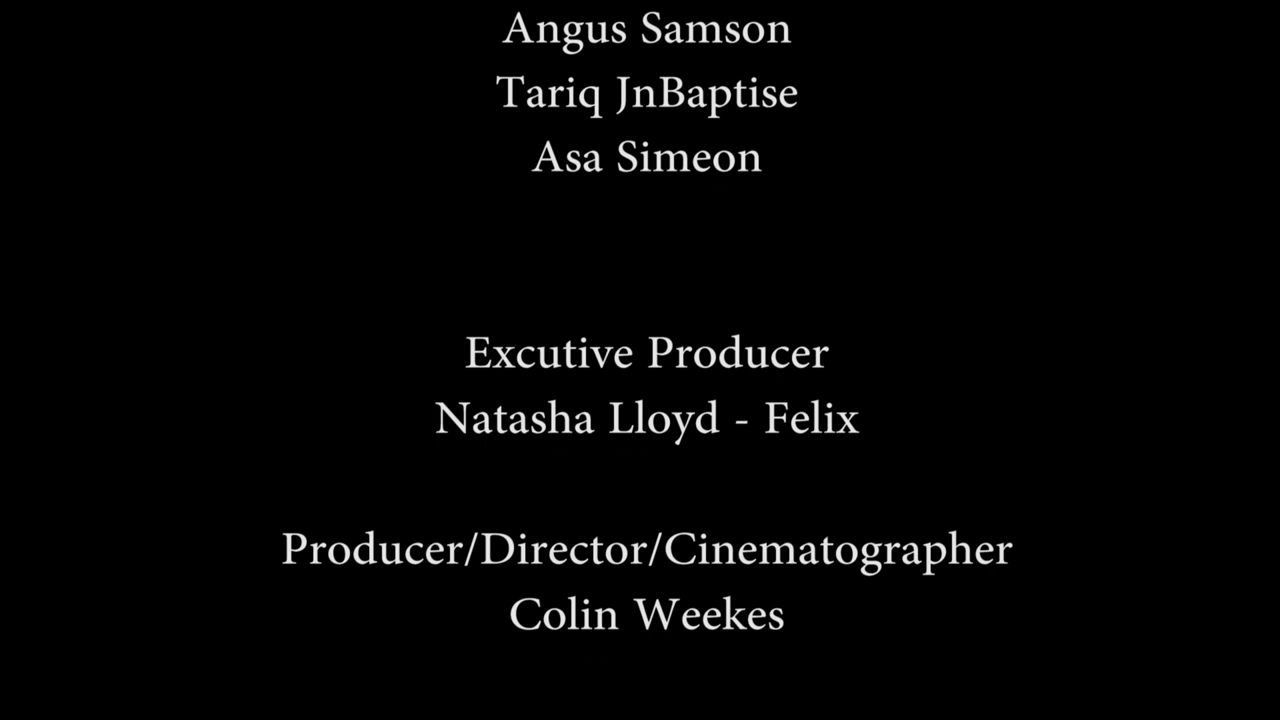 Angus Samson
Tariq JnBaptise
Asa Simeon
Excutive Producer
Natasha Lloyd - Felix
Producer/Director/Cinematographer
Colin Weekes